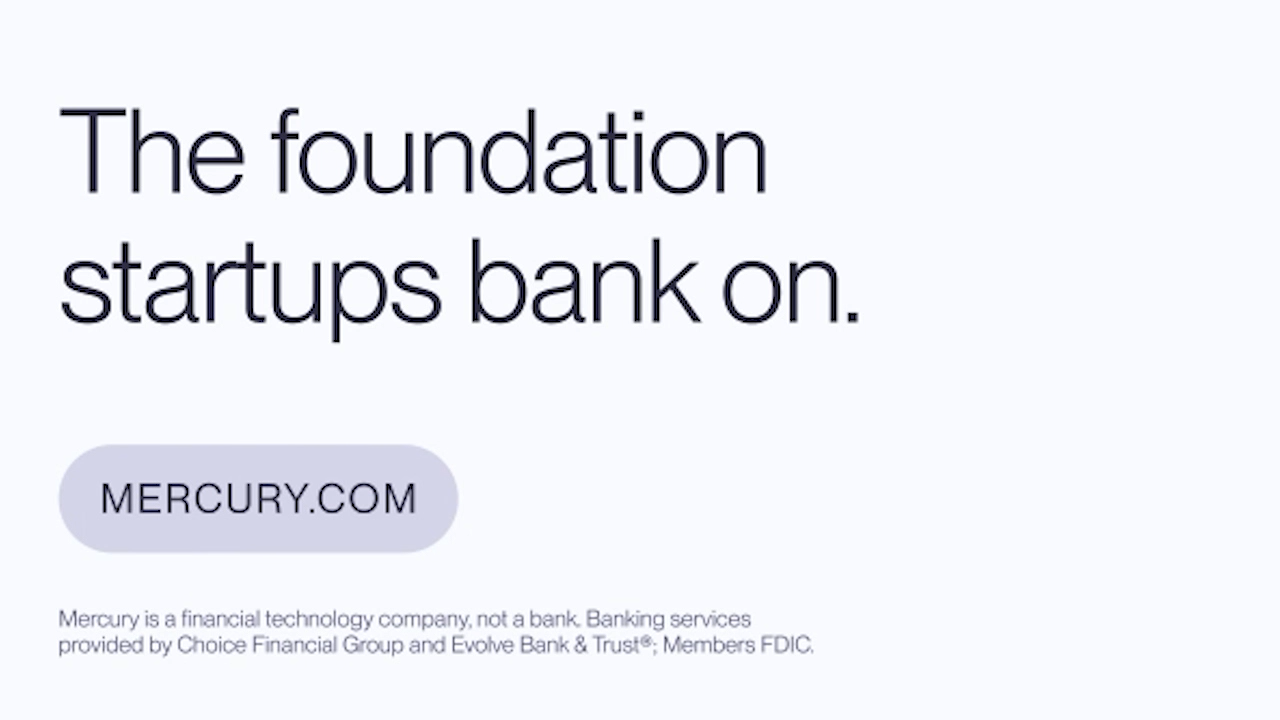 The foundation
startups bank on.
MERCURY.COM
Mercury is a financial technology company, not a bank. Banking services
provided by Choice Financial Group and Evolve Bank & Trust®; Members FDIC.